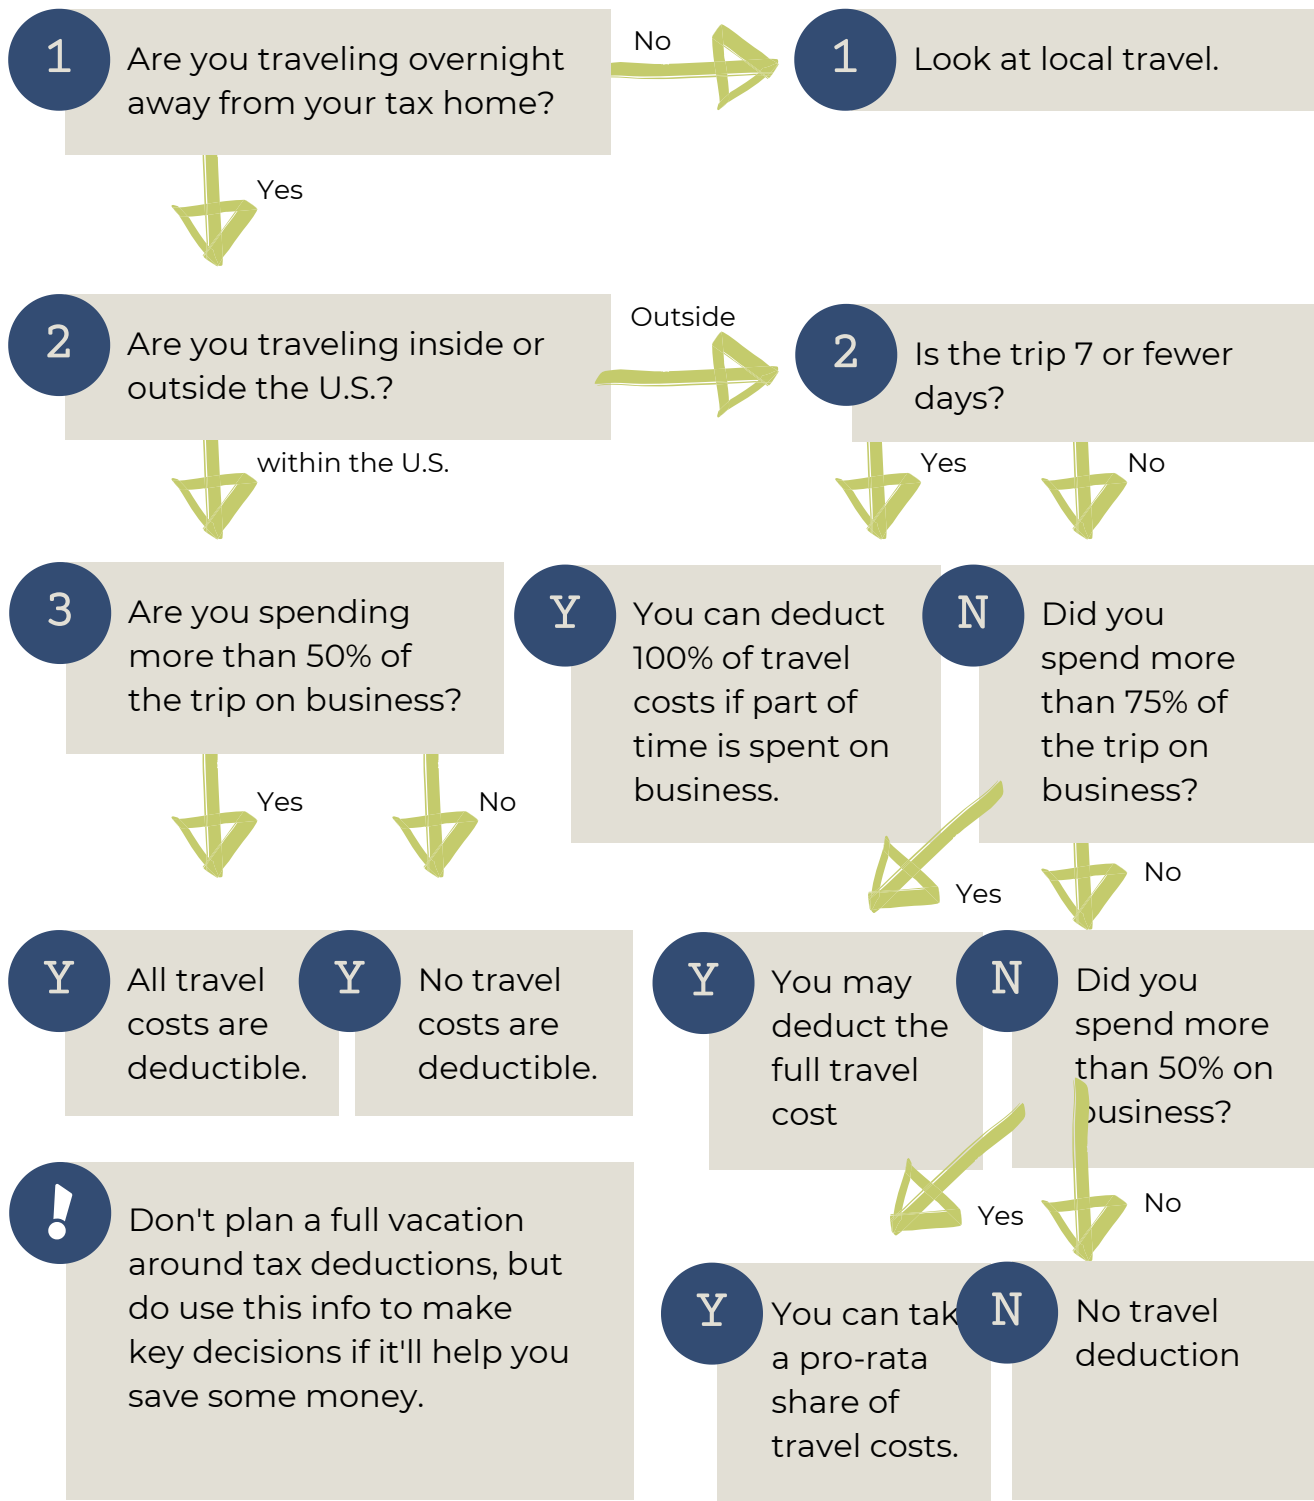 1
Are you traveling overnight
away from your tax home?
No
1
Look at local travel.
Yes
2
Are you traveling inside or
outside the U.S.?
Outside
2
Is the trip 7 or fewer
days?
within the U.S.
Yes
No
3
Are you spending
more than 50% of
the trip on business?
Y
You can deduct
100% of travel
costs if part of
time is spent on
business.
N
Did you
spend more
than 75% of
the trip on
business?
Yes
No
Yes
No
Y
All travel
costs are
deductible.
Y
No travel
costs are
deductible.
Y
You may
deduct the
full travel
cost
N
Did you
spend more
than 50% on
business?
Yes
No
!
Don't plan a full vacation
around tax deductions, but
do use this info to make
key decisions if it'll help you
save some money.
Y
You can tak
a pro-rata
share of
travel costs.
N
No travel
deduction